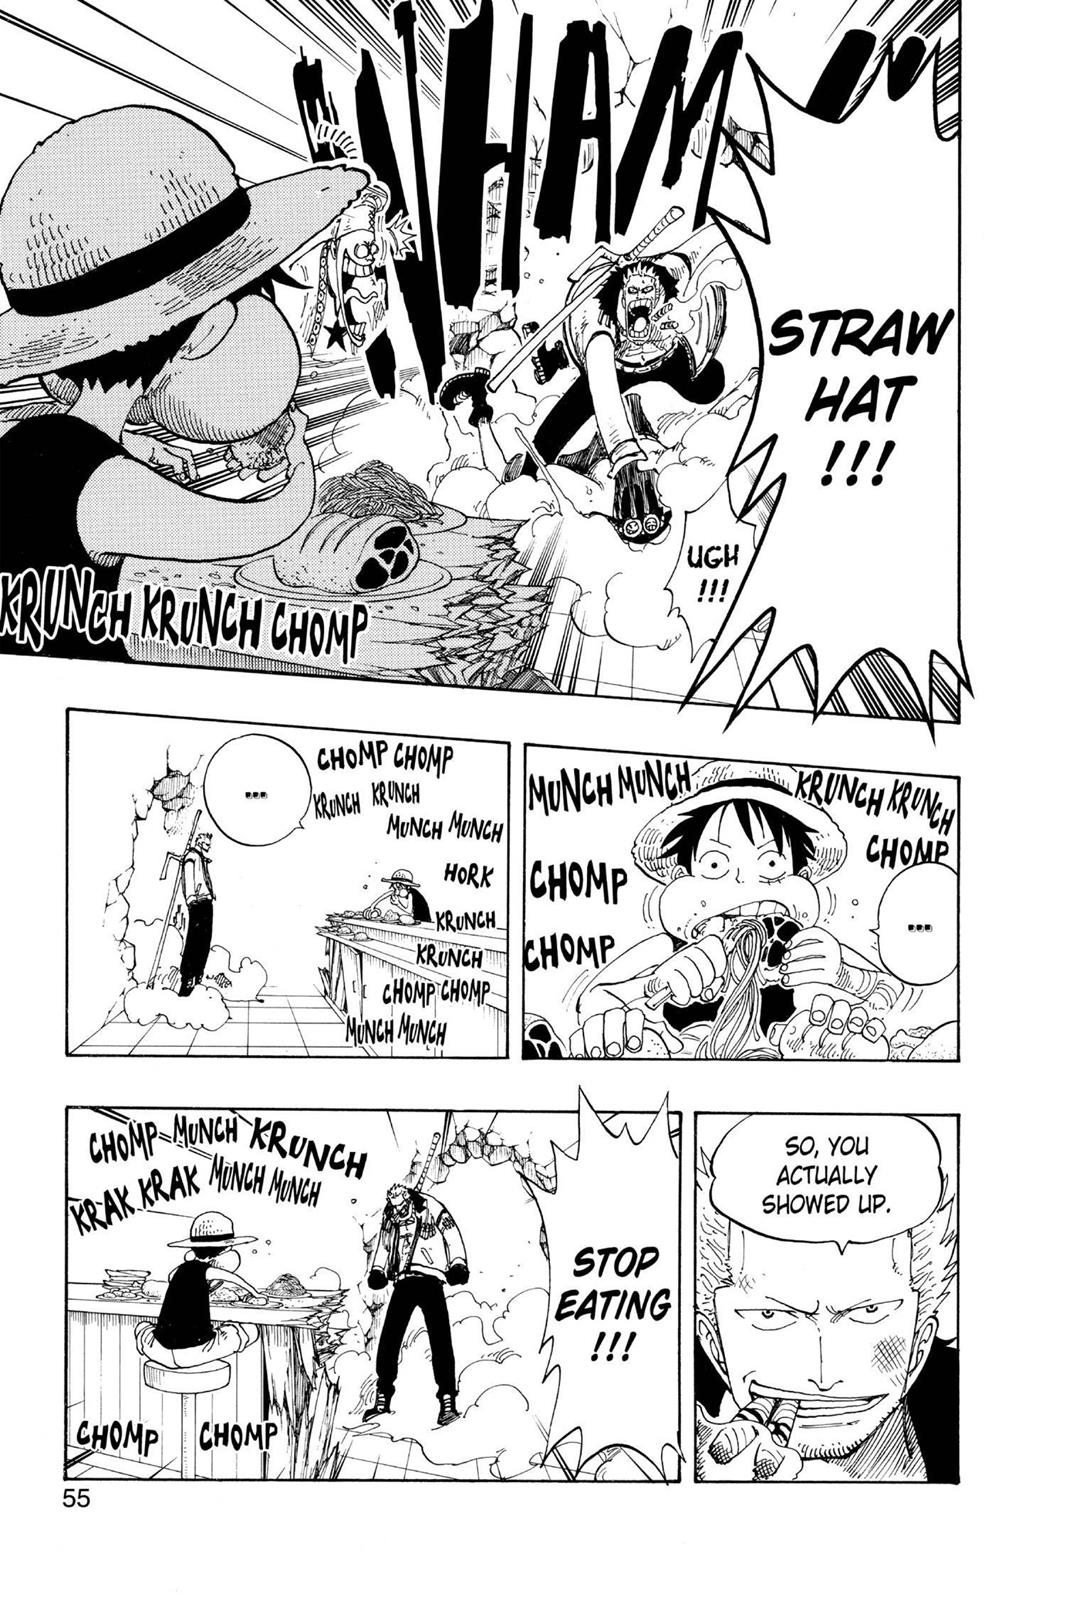 WHAM
STRAW
HAT
!!!
UGH
!!!
KRUNCH KRUNCH CHOMP
MUNCH MUNCH
KRUNCH KRUNCH
CHOMP
CHOMP
CHOMP
...
CHOMP CHOMP
KRUNCH KRUNCH
MUNCH MUNCH
HORK
KRUNCH
KRUNCH
CHOMP CHOMP
MUNCH MUNCH
...
SO, YOU
ACTUALLY
SHOWED UP.
STOP
EATING
!!!
CHOMP MUNCH KRUNCH
KRAK KRAK MUNCH MUNCH
CHOMP CHOMP
55